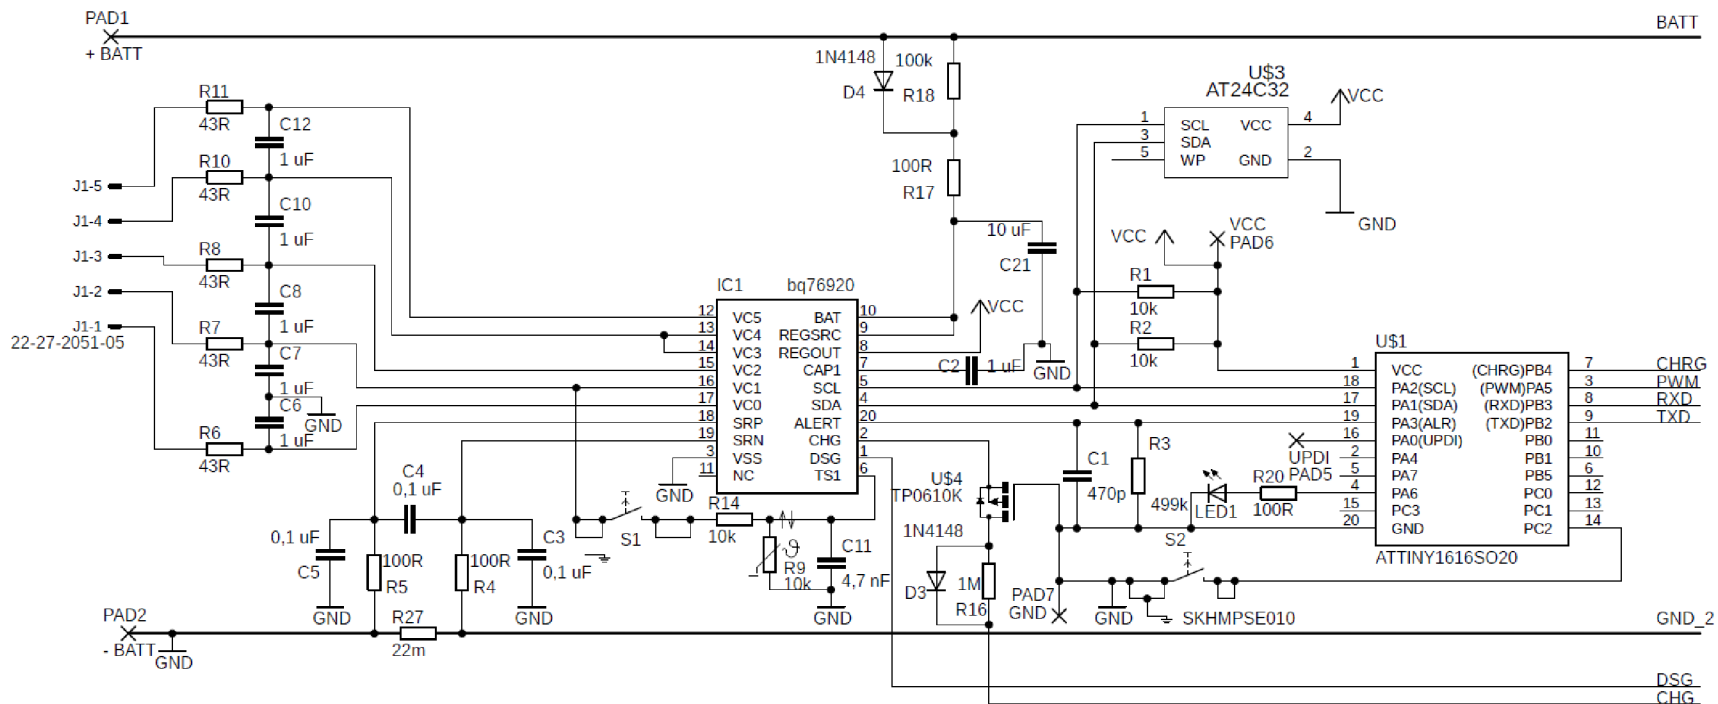 PAD1
+ BATT
BATT
1N4148
100k
D4
R18
U$3
AT24C32
VCC
1
3
5
SCL
SDA
WP
VCC
GND
4
2
GND
R11
43R
C12
1 uF
R10
43R
C10
1 uF
R8
43R
C8
1 uF
R7
43R
C7
1 uF
C6
1 uF
GND
R6
43R
J1-5
J1-4
J1-3
J1-2
J1-1
22-27-2051-05
100R
R17
10 uF
C21
VCC
VCC
PAD6
R1
10k
R2
10k
VCC
C2
1 uF
GND
IC1
bq76920
12 VC5 BAT 10
13 VC4 REGSRC 9
14 VC3 REGOUT 8
15 VC2 CAP1 7
16 VC1 SCL 5
17 VC0 SDA 4
18 SRP ALERT 20
19 SRN CHG 2
3 VSS DSG 1
11 NC TS1 6
GND
U$1
1 VCC (CHRG)PB4 7 CHRG
18 PA2(SCL) (PWM)PA5 3 PWM
17 PA1(SDA) (RXD)PB3 8 RXD
19 PA3(ALR) (TXD)PB2 9 TXD
16 PA0(UPDI) PB0 11
2 PA4 PB1 10
5 PA7 PB5 6
4 PA6 PC0 12
15 PC3 PC1 13
20 GND PC2 14
ATTINY1616SO20
UPDI
PAD5
R20
100R
LED1
C1
470p
R3
499k
U$4
TP0610K
1N4148
D3
1M
R16
PAD7
GND
GND
S2
SKHMPSE010
C4
0,1 uF
0,1 uF
C5
100R
R5
100R
R4
C3
0,1 uF
GND
GND
S1
R14
10k
ϑ
R9
10k
C11
4,7 nF
GND
PAD2
- BATT
GND
R27
22m
GND_2
DSG
CHG